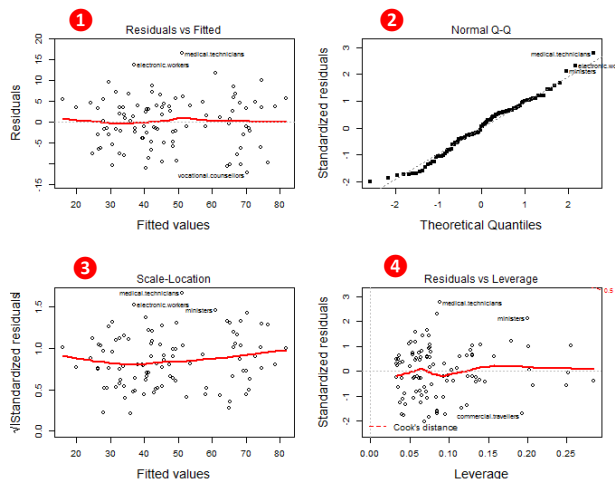 1
Residuals vs Fitted
medical.technicians
electronic.workers
vocational.counsellors
Residuals
20
15
10
5
0
-5
-15
20 30 40 50 60 70 80
Fitted values
2
Normal Q-Q
medical.technicians
electronic.wo
ministers
Standardized residuals
3
2
1
0
-1
-2
-2 -1 0 1 2
Theoretical Quantiles
3
Scale-Location
medical.technicians
electronic.workers
ministers
√|Standardized residuals
1.5
1.0
0.5
0.0
20 30 40 50 60 70 80
Fitted values
4
Residuals vs Leverage
medical.technicians
ministers
commercial.travellers
Cook's distance
0.5
Standardized residuals
3
2
1
0
-1
-2
0.00 0.05 0.10 0.15 0.20 0.25
Leverage